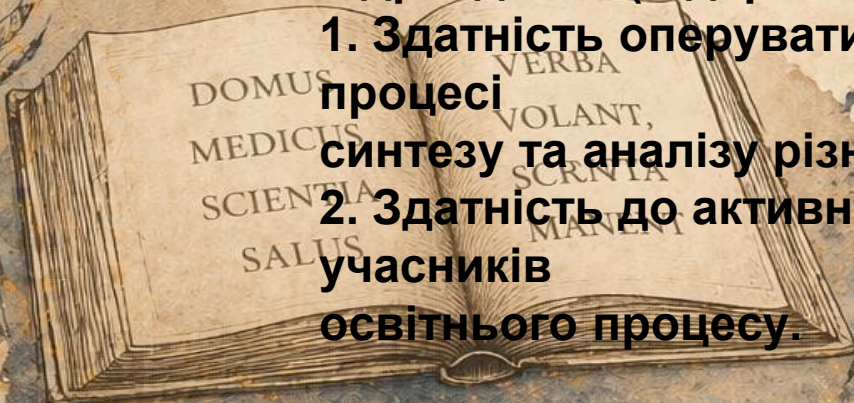 1. Здатність оперувати
процесі
синтезу та аналізу різн
2. Здатність до активн
учасників
освітнього процесу.
DOMUS
MEDICUS
SCIENTIA
SALUS
VERBA
VOLANT,
MANENT